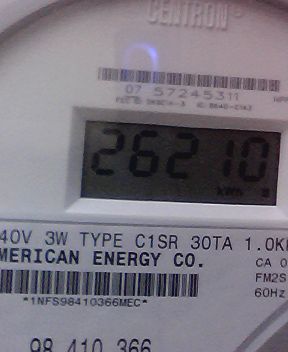 CENTRON®
07 57245311
26210
kWh
40V 3W TYPE C1SR 30TA 1.0K
MERICAN ENERGY CO.
CA 0
FM2S
60Hz
*1NFS98410366MEC*
98 410 366